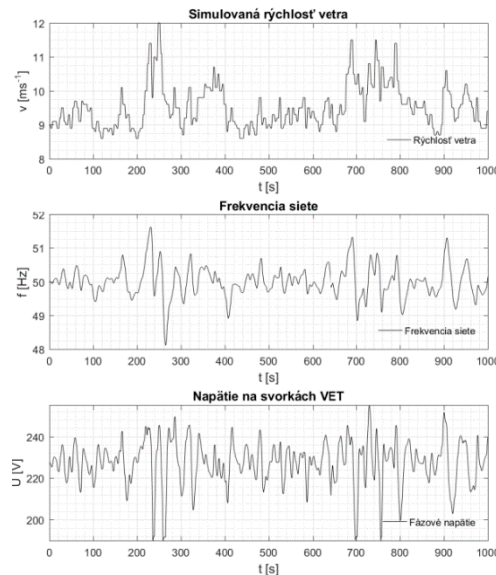 Simulovaná rýchlosť vetra
12
11
10
9
8
v [ms⁻¹]
Rýchlosť vetra
0 100 200 300 400 500 600 700 800 900 1000
t [s]
Frekvencia siete
52
51
50
49
48
f [Hz]
Frekvencia siete
0 100 200 300 400 500 600 700 800 900 1000
t [s]
Napätie na svorkách VET
240
220
200
U [V]
Fázové napätie
0 100 200 300 400 500 600 700 800 900 1000
t [s]